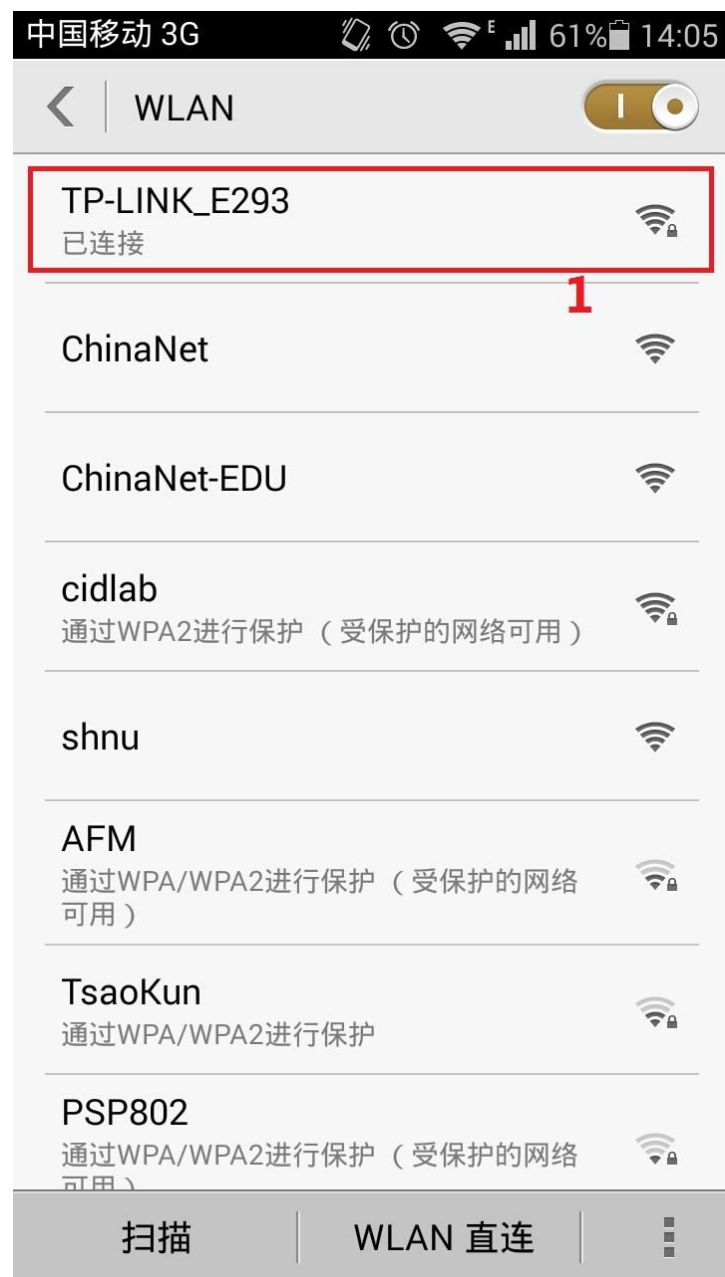 中国移动 3G E 61% 14:05
WLAN
TP-LINK_E293
已连接
1
ChinaNet
ChinaNet-EDU
cidlab
通过WPA2进行保护（受保护的网络可用）
shnu
AFM
通过WPA/WPA2进行保护（受保护的网络
可用）
TsaoKun
通过WPA/WPA2进行保护
PSP802
通过WPA/WPA2进行保护（受保护的网络
可用）
扫描 WLAN 直连